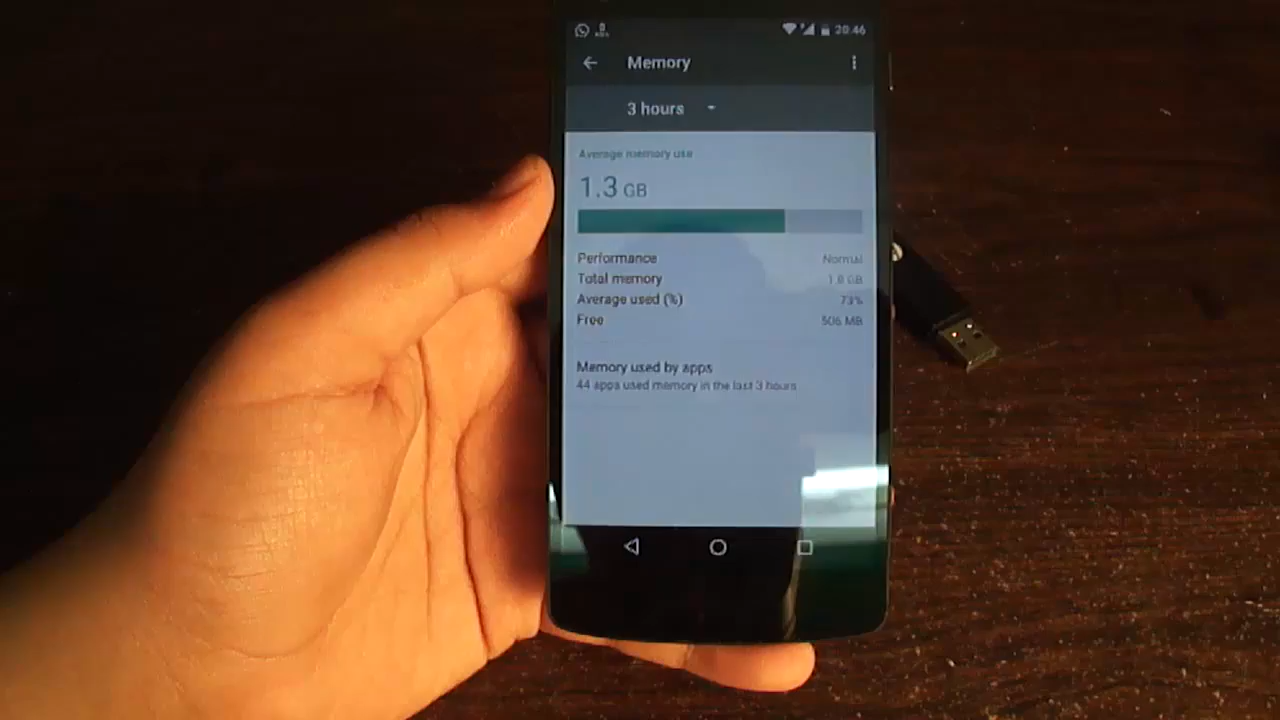 20:46
Memory
3 hours
Average memory use
1.3 GB
Performance Normal
Total memory 1.8 GB
Average used (%) 73%
Free 506 MB
Memory used by apps
44 apps used memory in the last 3 hours